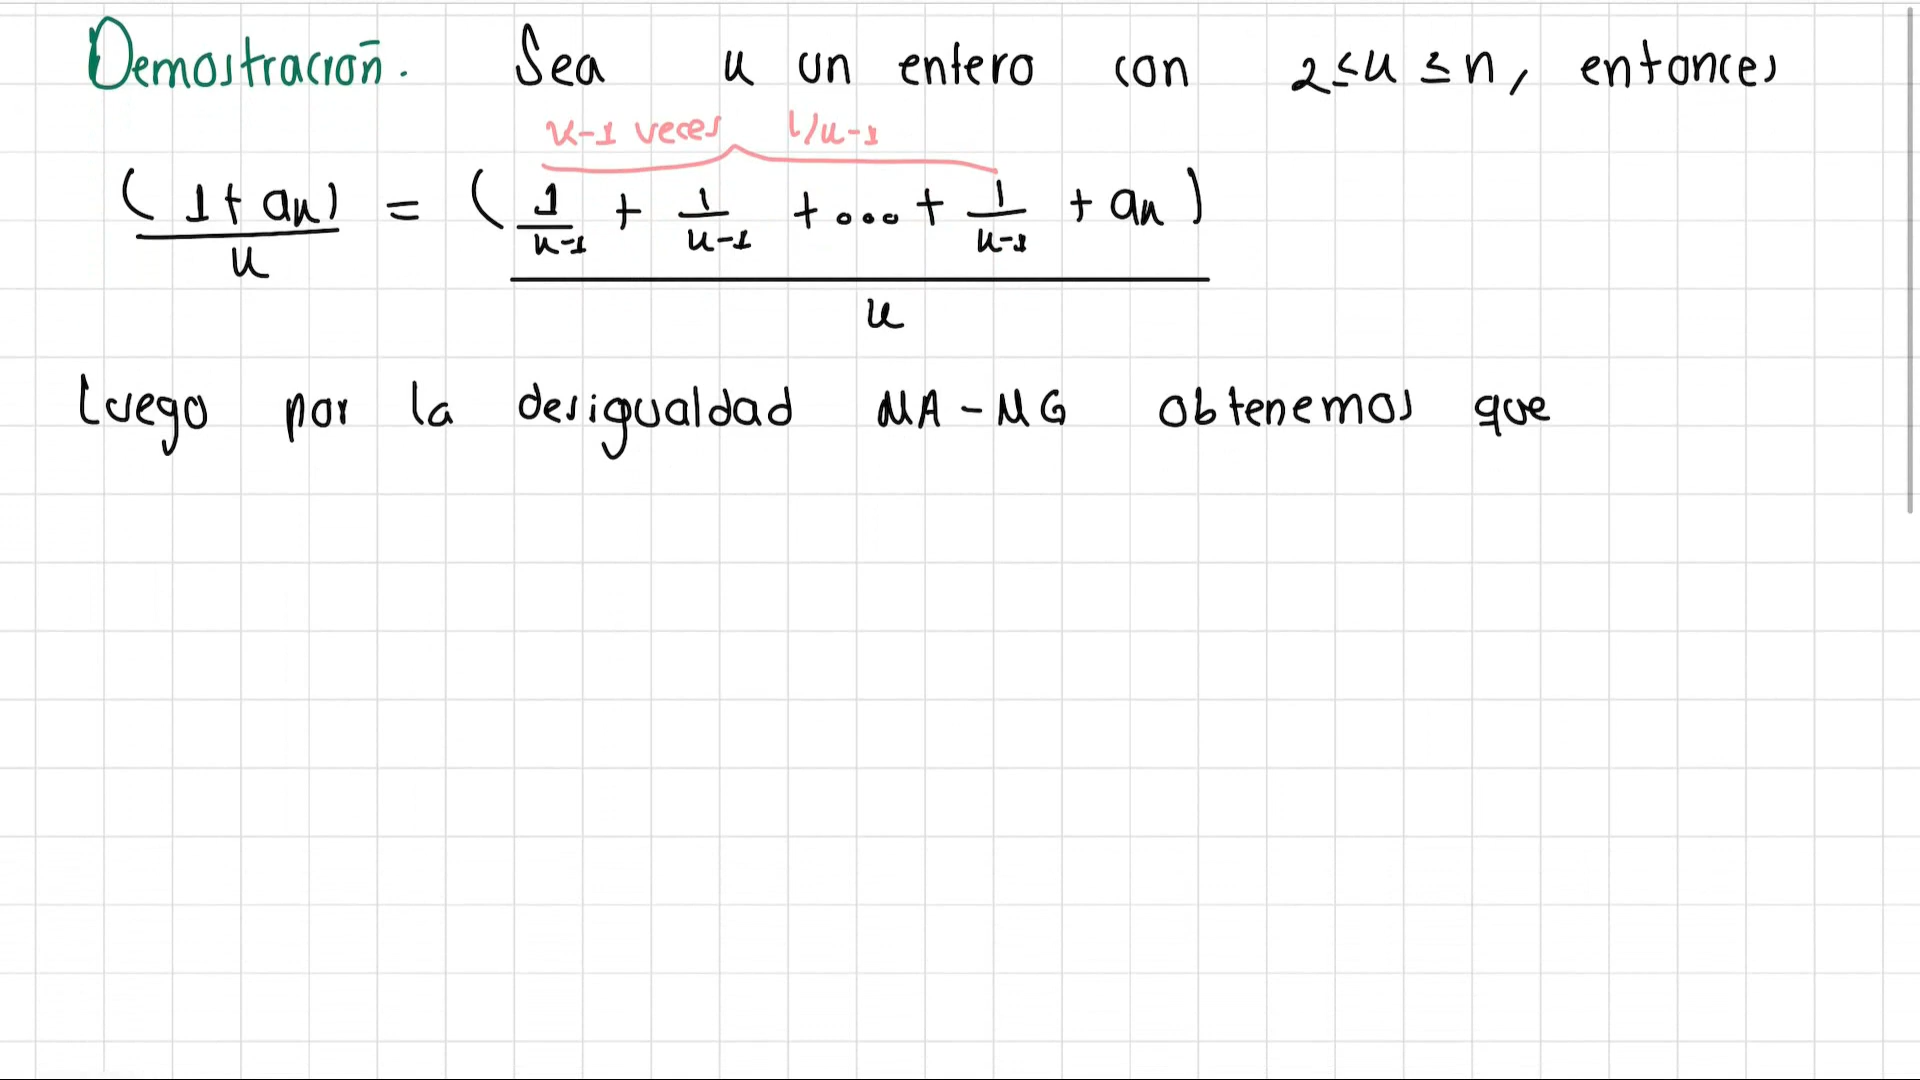 Demostración. Sea k un entero con 2≤k≤n, entonces
k-1 veces 1/k-1
(1+ak)/k = (1/k-1 + 1/k-1 + ... + 1/k-1 + ak)/k
Luego por la desigualdad MA-MG obtenemos que